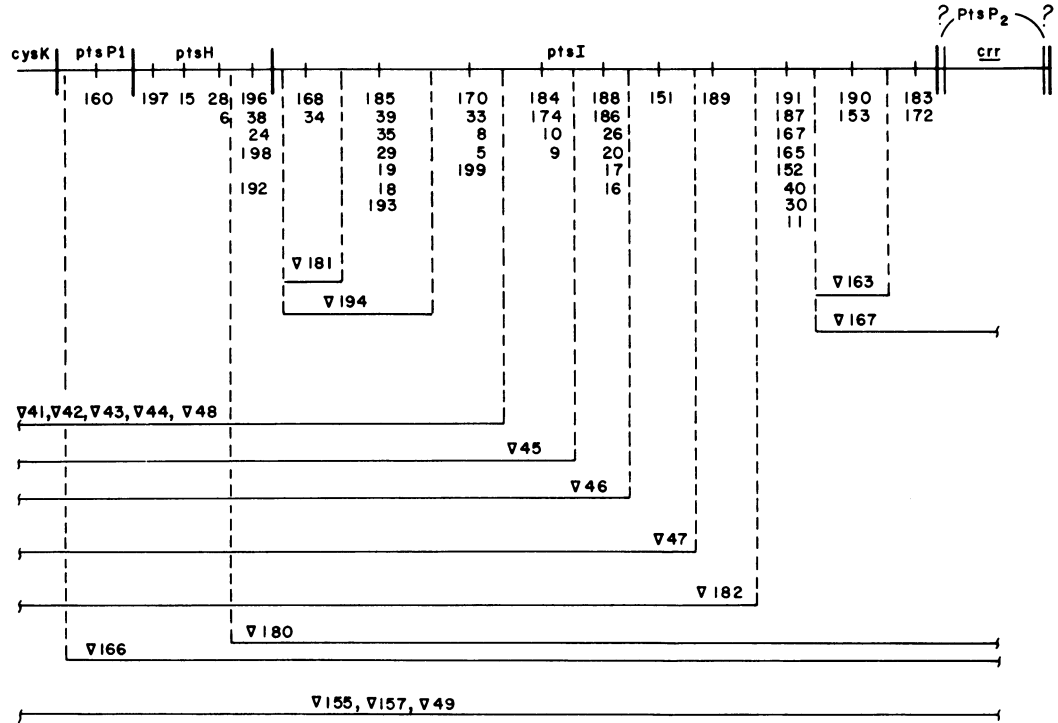 ? PtsP2 ?
cysK ptsP1 ptsH ptsI crr
160 197 15 28 196 168 185 170 184 188 151 189 191 190 183
6 38 34 39 33 174 186 187 153 172
24 35 8 10 26 167
198 29 5 9 20 165
19 199 17 152
192 18 16 40
193 30
11
∇181 ∇163
∇194 ∇167
∇41,∇42,∇43,∇44, ∇48
∇45
∇46
∇47
∇182
∇180
∇166
∇155, ∇157, ∇49